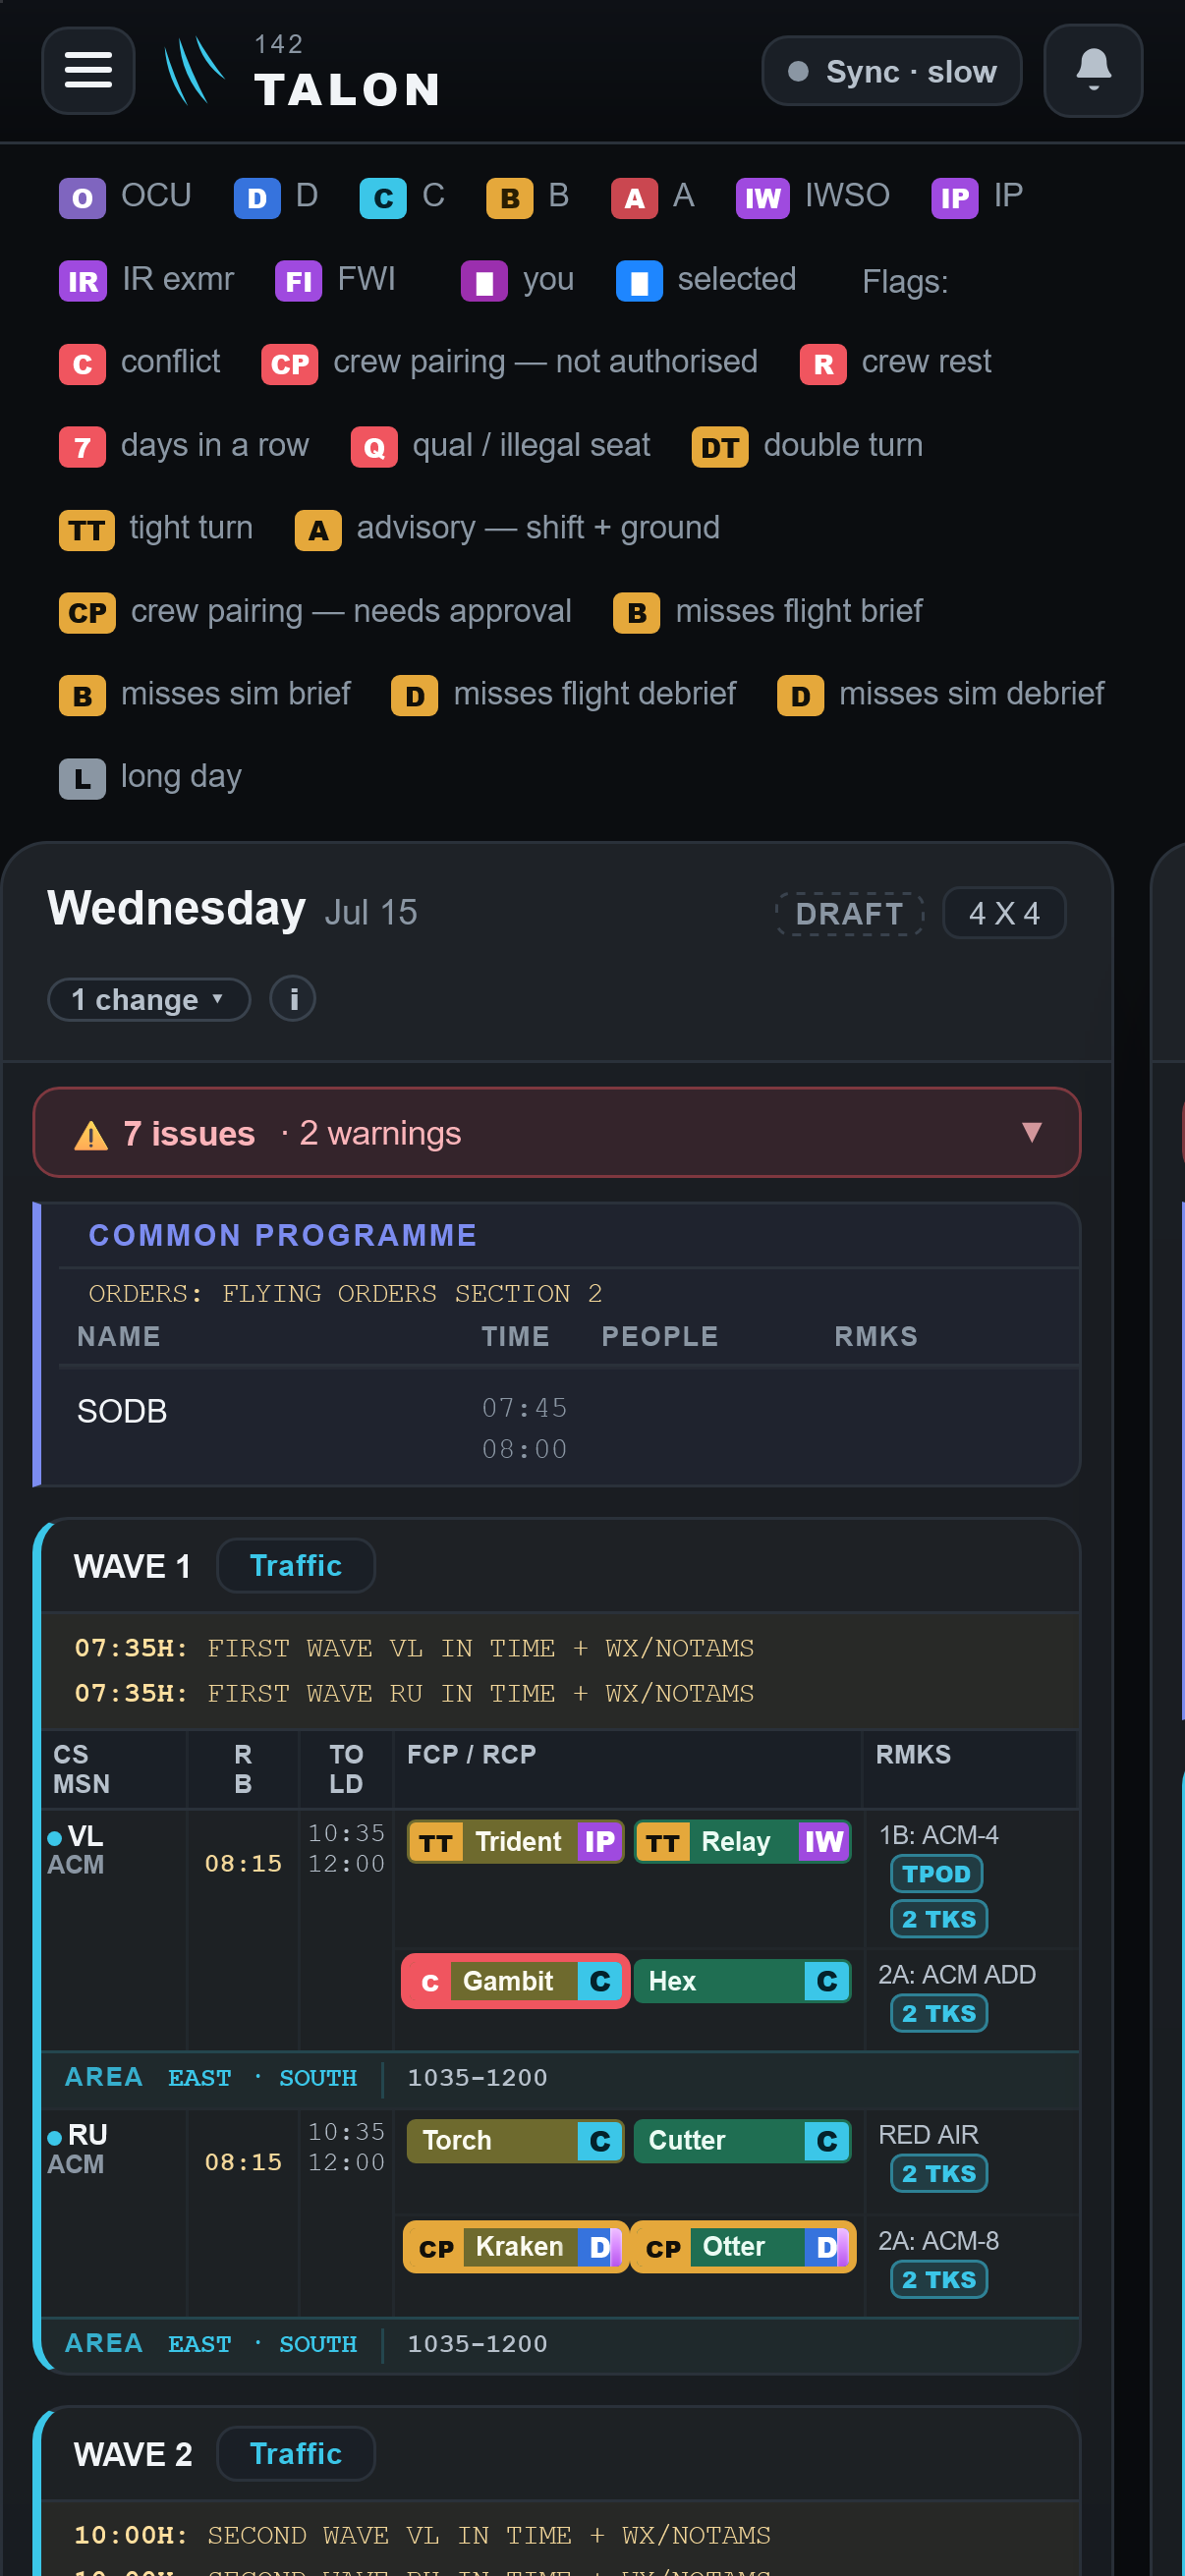 142
TALON
Sync · slow
O OCU D D C C B B A A IW IWSO IP IP
IR IR exmr FI FWI you selected Flags:
C conflict CP crew pairing — not authorised R crew rest
7 days in a row Q qual / illegal seat DT double turn
TT tight turn A advisory — shift + ground
CP crew pairing — needs approval B misses flight brief
B misses sim brief D misses flight debrief D misses sim debrief
L long day
Wednesday Jul 15 DRAFT 4 X 4
1 change ▾ i
7 issues · 2 warnings ▼
COMMON PROGRAMME
ORDERS: FLYING ORDERS SECTION 2
NAME TIME PEOPLE RMKS
SODB 07:45
08:00
WAVE 1 Traffic
07:35H: FIRST WAVE VL IN TIME + WX/NOTAMS
07:35H: FIRST WAVE RU IN TIME + WX/NOTAMS
CS R TO FCP / RCP RMKS
MSN B LD
VL 10:35 TT Trident IP TT Relay IW 1B: ACM-4
ACM 08:15 12:00
TPOD
2 TKS
C Gambit C Hex C 2A: ACM ADD
2 TKS
AREA EAST · SOUTH 1035-1200
RU 10:35 Torch C Cutter C RED AIR
ACM 08:15 12:00
2 TKS
CP Kraken D CP Otter D 2A: ACM-8
2 TKS
AREA EAST · SOUTH 1035-1200
WAVE 2 Traffic
10:00H: SECOND WAVE VL IN TIME + WX/NOTAMS